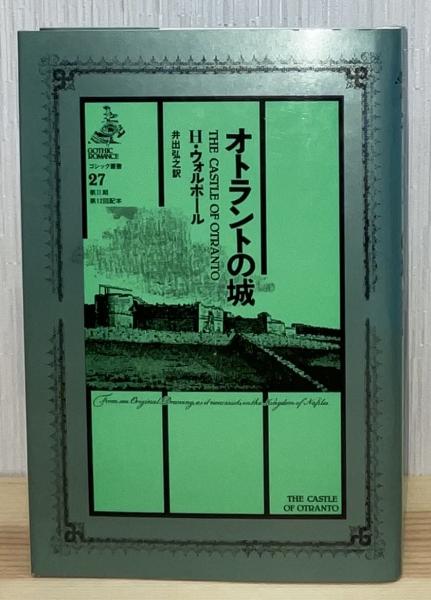 オトラントの城
THE CASTLE OF OTRANTO
H・ウォルポール
井出弘之訳
GOTHIC
ROMANCE
ゴシック叢書
27
第II期
第12回配本
From an Original Drawing, as it now exists in the Kingdom of Naples.
THE CASTLE
OF OTRANTO